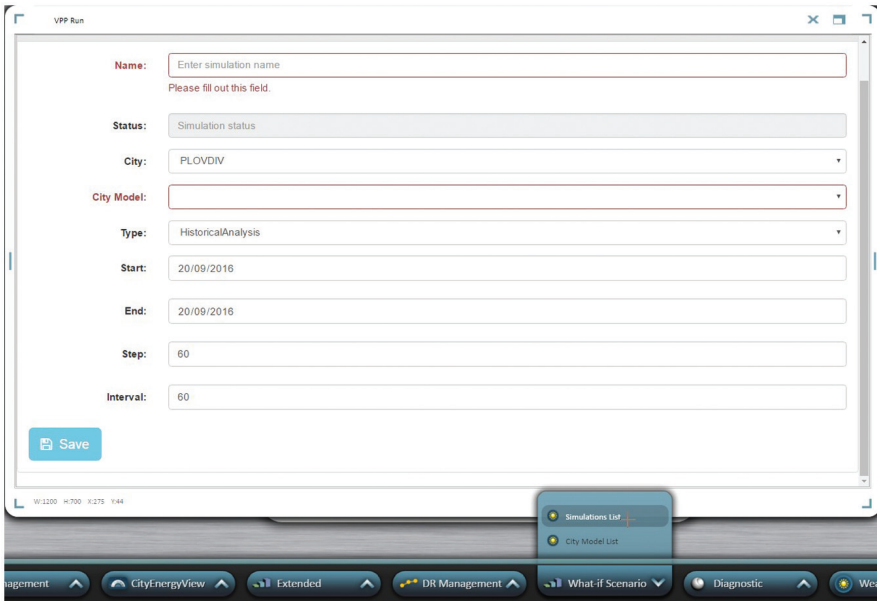 VPP Run
Name: Enter simulation name
Please fill out this field.
Status: Simulation status
City: PLOVDIV
City Model:
Type: HistoricalAnalysis
Start: 20/09/2016
End: 20/09/2016
Step: 60
Interval: 60
Save
W:1200 H:700 X:275 Y:44
Simulations List
City Model List
nagement CityEnergyView Extended DR Management What-if Scenario Diagnostic Wea